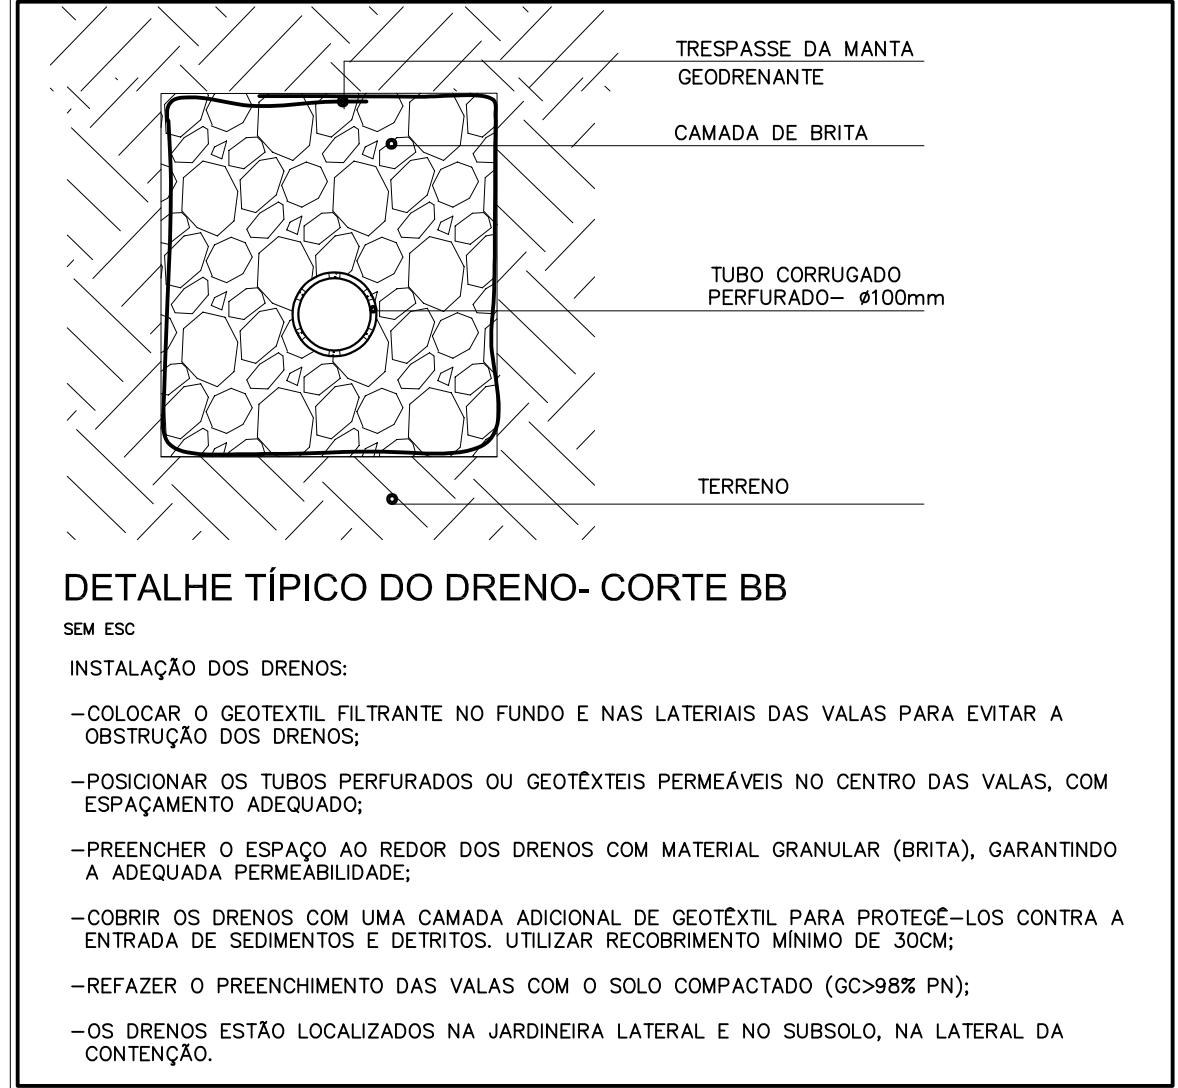 TRESPASSE DA MANTA
GEODRENANTE
CAMADA DE BRITA
TUBO CORRUGADO
PERFURADO- ø100mm
TERRENO
DETALHE TÍPICO DO DRENO- CORTE BB
SEM ESC
INSTALAÇÃO DOS DRENOS:
-COLOCAR O GEOTEXTIL FILTRANTE NO FUNDO E NAS LATERIAIS DAS VALAS PARA EVITAR A
OBSTRUÇÃO DOS DRENOS;
-POSICIONAR OS TUBOS PERFURADOS OU GEOTÊXTEIS PERMEÁVEIS NO CENTRO DAS VALAS, COM
ESPAÇAMENTO ADEQUADO;
-PREENCHER O ESPAÇO AO REDOR DOS DRENOS COM MATERIAL GRANULAR (BRITA), GARANTINDO
A ADEQUADA PERMEABILIDADE;
-COBRIR OS DRENOS COM UMA CAMADA ADICIONAL DE GEOTÊXTIL PARA PROTEGÊ-LOS CONTRA A
ENTRADA DE SEDIMENTOS E DETRITOS. UTILIZAR RECOBRIMENTO MÍNIMO DE 30CM;
-REFAZER O PREENCHIMENTO DAS VALAS COM O SOLO COMPACTADO (GC>98% PN);
-OS DRENOS ESTÃO LOCALIZADOS NA JARDINEIRA LATERAL E NO SUBSOLO, NA LATERAL DA
CONTENÇÃO.